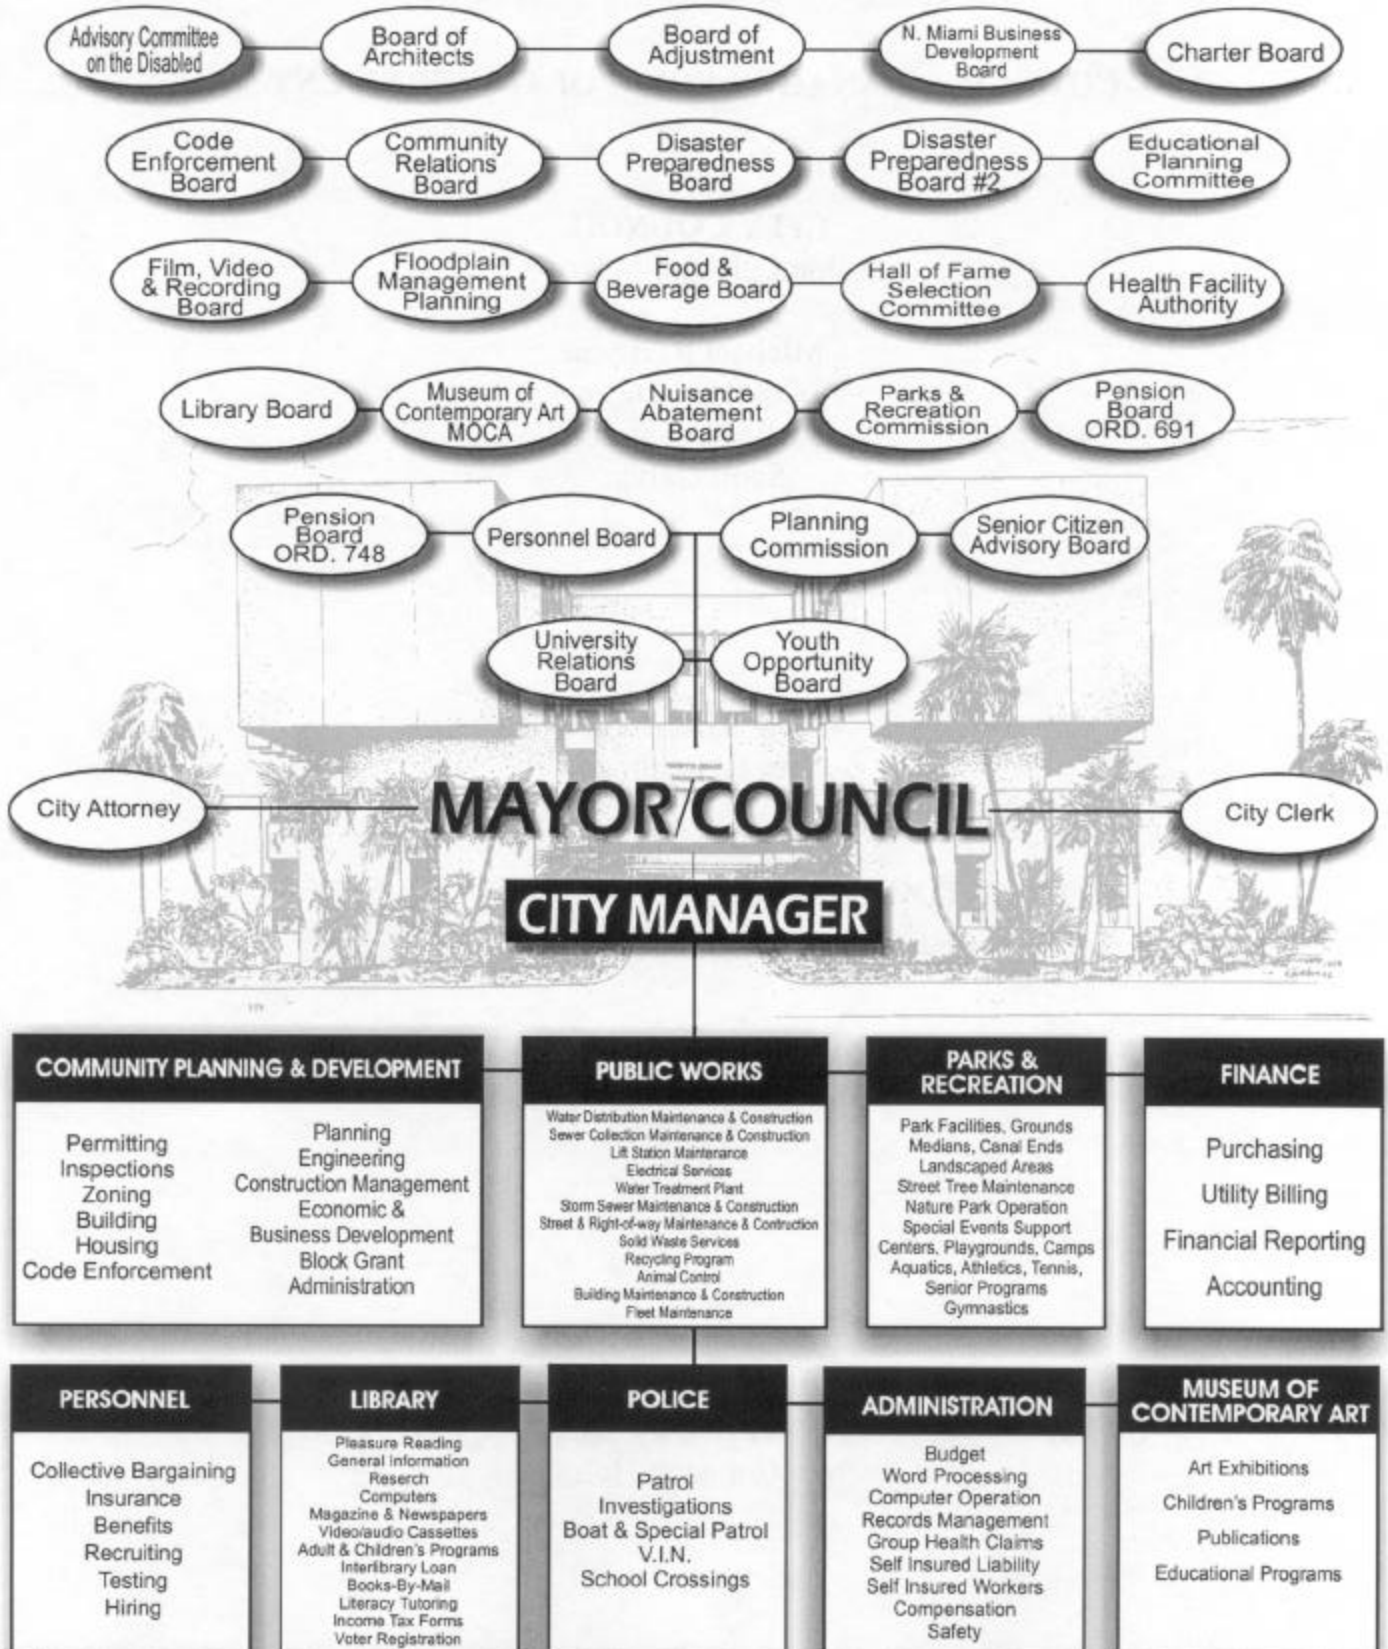 Advisory Committee
on the Disabled
Board of
Architects
Board of
Adjustment
N. Miami Business
Development
Board
Charter Board
Code
Enforcement
Board
Community
Relations
Board
Disaster
Preparedness
Board
Disaster
Preparedness
Board #2
Educational
Planning
Committee
Film, Video
& Recording
Board
Floodplain
Management
Planning
Food &
Beverage Board
Hall of Fame
Selection
Committee
Health Facility
Authority
Library Board
Museum of
Contemporary Art
MOCA
Nuisance
Abatement
Board
Parks &
Recreation
Commission
Pension
Board
ORD. 691
Pension
Board
ORD. 748
Personnel Board
Planning
Commission
Senior Citizen
Advisory Board
University
Relations
Board
Youth
Opportunity
Board
City Attorney
MAYOR/COUNCIL
City Clerk
CITY MANAGER
COMMUNITY PLANNING & DEVELOPMENT
Permitting
Inspections
Zoning
Building
Housing
Code Enforcement
Planning
Engineering
Construction Management
Economic &
Business Development
Block Grant
Administration
PUBLIC WORKS
Water Distribution Maintenance & Construction
Sewer Collection Maintenance & Construction
Lift Station Maintenance
Electrical Services
Water Treatment Plant
Storm Sewer Maintenance & Construction
Street & Right-of-way Maintenance & Contruction
Solid Waste Services
Recycling Program
Animal Control
Building Maintenance & Construction
Fleet Maintenance
PARKS &
RECREATION
Park Facilities, Grounds
Medians, Canal Ends
Landscaped Areas
Street Tree Maintenance
Nature Park Operation
Special Events Support
Centers, Playgrounds, Camps
Aquatics, Athletics, Tennis,
Senior Programs
Gymnastics
FINANCE
Purchasing
Utility Billing
Financial Reporting
Accounting
PERSONNEL
Collective Bargaining
Insurance
Benefits
Recruiting
Testing
Hiring
LIBRARY
Pleasure Reading
General Information
Reserch
Computers
Magazine & Newspapers
Video/audio Cassettes
Adult & Children's Programs
Interlibrary Loan
Books-By-Mail
Literacy Tutoring
Income Tax Forms
Voter Registration
POLICE
Patrol
Investigations
Boat & Special Patrol
V.I.N.
School Crossings
ADMINISTRATION
Budget
Word Processing
Computer Operation
Records Management
Group Health Claims
Self Insured Liability
Self Insured Workers
Compensation
Safety
MUSEUM OF
CONTEMPORARY ART
Art Exhibitions
Children's Programs
Publications
Educational Programs